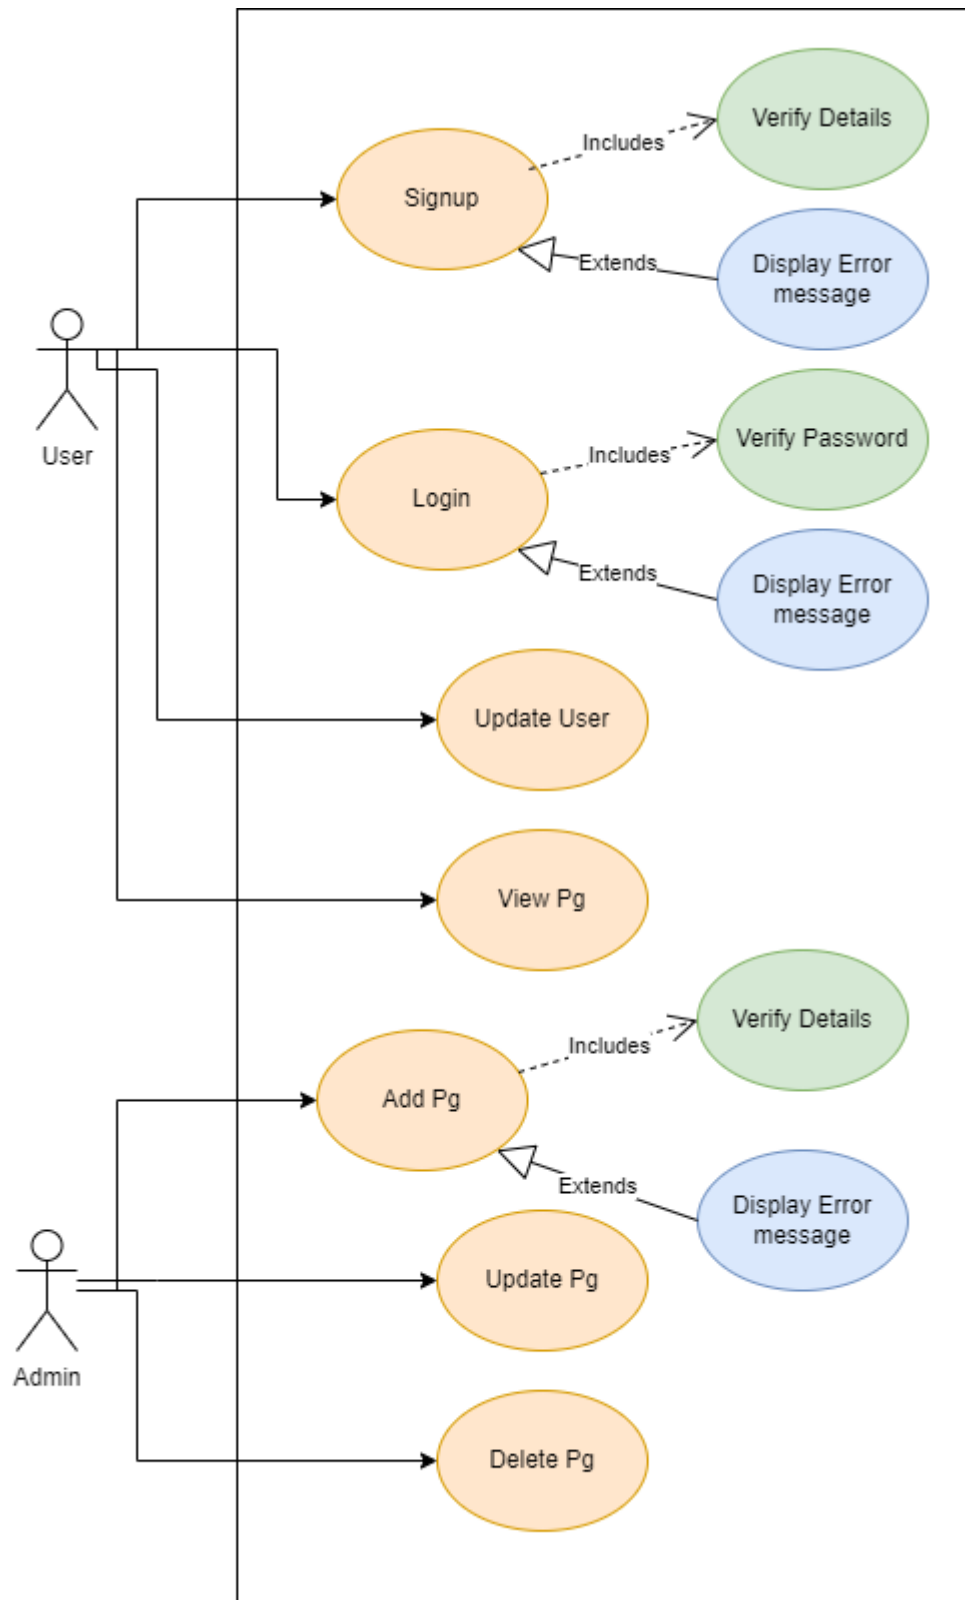 Verify Details
Includes
Signup
Extends
Display Error
message
User
Verify Password
Includes
Login
Extends
Display Error
message
Update User
View Pg
Verify Details
Includes
Add Pg
Extends
Display Error
message
Update Pg
Admin
Delete Pg